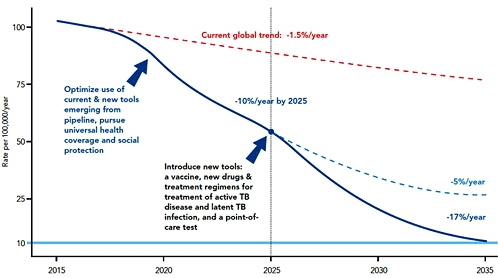 100
75
50
25
10
Rate per 100,000/year
Current global trend: -1.5%/year
Optimize use of
current & new tools
emerging from
pipeline, pursue
universal health
coverage and social
protection
-10%/year by 2025
Introduce new tools:
a vaccine, new drugs &
treatment regimens for
treatment of active TB
disease and latent TB
infection, and a point-of-
care test
-5%/year
-17%/year
2015
2020
2025
2030
2035